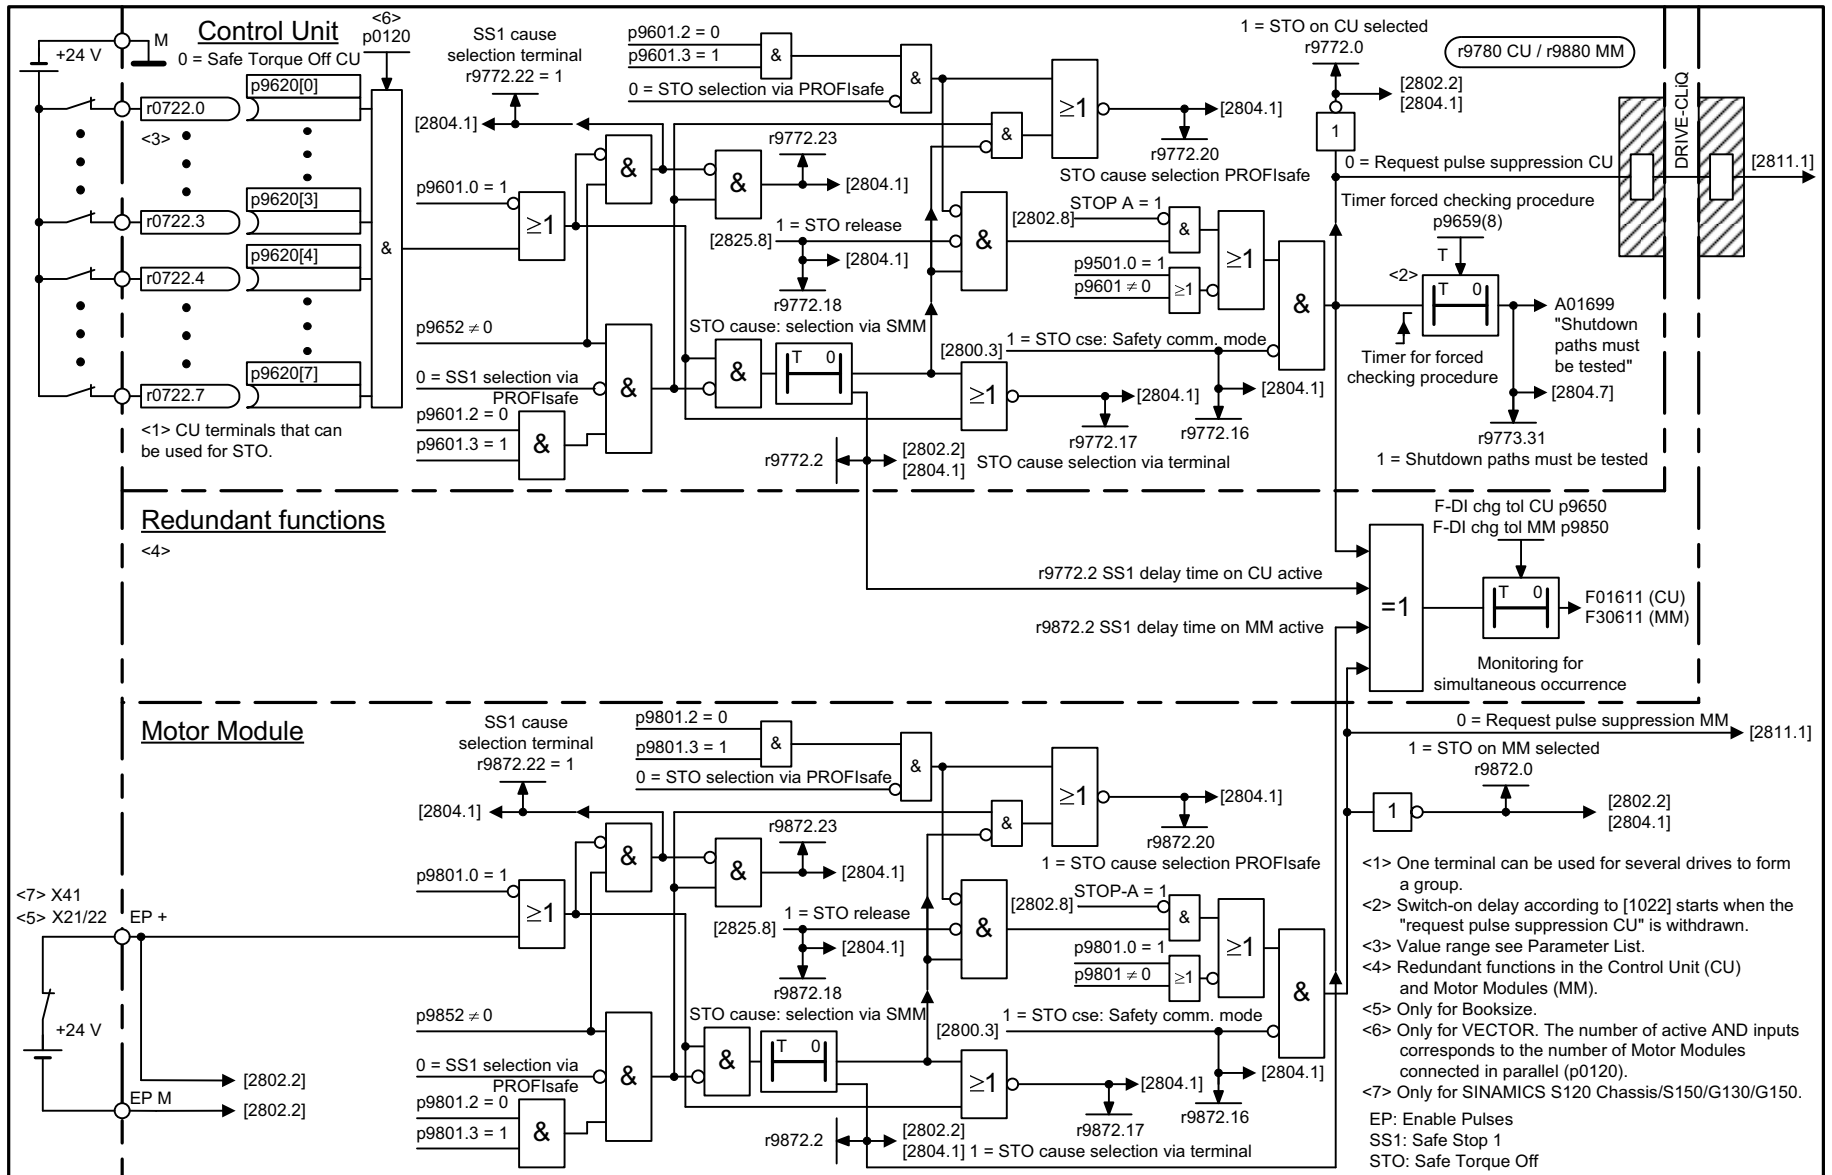 Control Unit
0 = Safe Torque Off CU
<6>
p0120
M
+24 V
p9620[0]
r0722.0
<3>
p9620[3]
r0722.3
p9620[4]
r0722.4
p9620[7]
r0722.7
<1> CU terminals that can
be used for STO.
&
SS1 cause
selection terminal
r9772.22 = 1
[2804.1]
p9601.0 = 1
≥1
&
&
r9772.23
[2804.1]
p9601.2 = 0
p9601.3 = 1
&
0 = STO selection via PROFIsafe
&
&
≥1
[2804.1]
r9772.20
STO cause selection PROFIsafe
1 = STO release
[2825.8]
[2804.1]
r9772.18
&
[2802.8]
STOP A = 1
&
p9501.0 = 1
p9601 ≠ 0
≥1
≥1
&
p9652 ≠ 0
0 = SS1 selection via
PROFIsafe
&
p9601.2 = 0
p9601.3 = 1
&
STO cause: selection via SMM
&
T 0
[2800.3]
1 = STO cse: Safety comm. mode
≥1
[2804.1]
r9772.17
STO cause selection via terminal
[2804.1]
r9772.16
r9772.2
[2802.2]
[2804.1]
1 = STO on CU selected
r9772.0
[2802.2]
[2804.1]
1
r9780 CU / r9880 MM
DRIVE-CLiQ
0 = Request pulse suppression CU
[2811.1]
Timer forced checking procedure
p9659(8)
T
<2>
T 0
Timer for forced
checking procedure
A01699
"Shutdown
paths must
be tested"
[2804.7]
r9773.31
1 = Shutdown paths must be tested
Redundant functions
<4>
F-DI chg tol CU p9650
F-DI chg tol MM p9850
r9772.2 SS1 delay time on CU active
r9872.2 SS1 delay time on MM active
=1
T 0
F01611 (CU)
F30611 (MM)
Monitoring for
simultaneous occurrence
Motor Module
SS1 cause
selection terminal
r9872.22 = 1
[2804.1]
p9801.0 = 1
≥1
&
&
r9872.23
[2804.1]
p9801.2 = 0
p9801.3 = 1
&
0 = STO selection via PROFIsafe
&
&
≥1
[2804.1]
r9872.20
1 = STO cause selection PROFIsafe
1 = STO release
[2825.8]
[2804.1]
r9872.18
&
[2802.8]
STOP-A = 1
&
p9801.0 = 1
p9801 ≠ 0
≥1
≥1
&
<7> X41
<5> X21/22
EP +
+24 V
EP M
[2802.2]
[2802.2]
p9852 ≠ 0
0 = SS1 selection via
PROFIsafe
&
p9801.2 = 0
p9801.3 = 1
&
STO cause: selection via SMM
&
T 0
[2800.3]
1 = STO cse: Safety comm. mode
≥1
[2804.1]
r9872.17
[2804.1]
r9872.16
r9872.2
[2802.2]
[2804.1]
1 = STO cause selection via terminal
0 = Request pulse suppression MM
[2811.1]
1 = STO on MM selected
r9872.0
1
[2802.2]
[2804.1]
<1> One terminal can be used for several drives to form
a group.
<2> Switch-on delay according to [1022] starts when the
"request pulse suppression CU" is withdrawn.
<3> Value range see Parameter List.
<4> Redundant functions in the Control Unit (CU)
and Motor Modules (MM).
<5> Only for Booksize.
<6> Only for VECTOR. The number of active AND inputs
corresponds to the number of Motor Modules
connected in parallel (p0120).
<7> Only for SINAMICS S120 Chassis/S150/G130/G150.
EP: Enable Pulses
SS1: Safe Stop 1
STO: Safe Torque Off